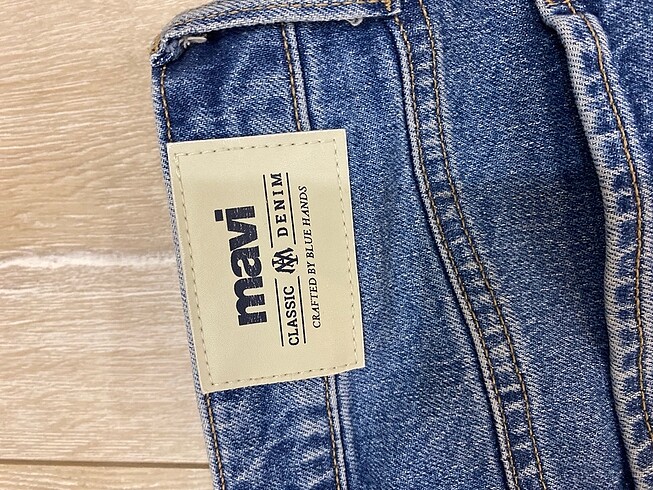 mavi
CLASSIC M DENIM
CRAFTED BY BLUE HANDS